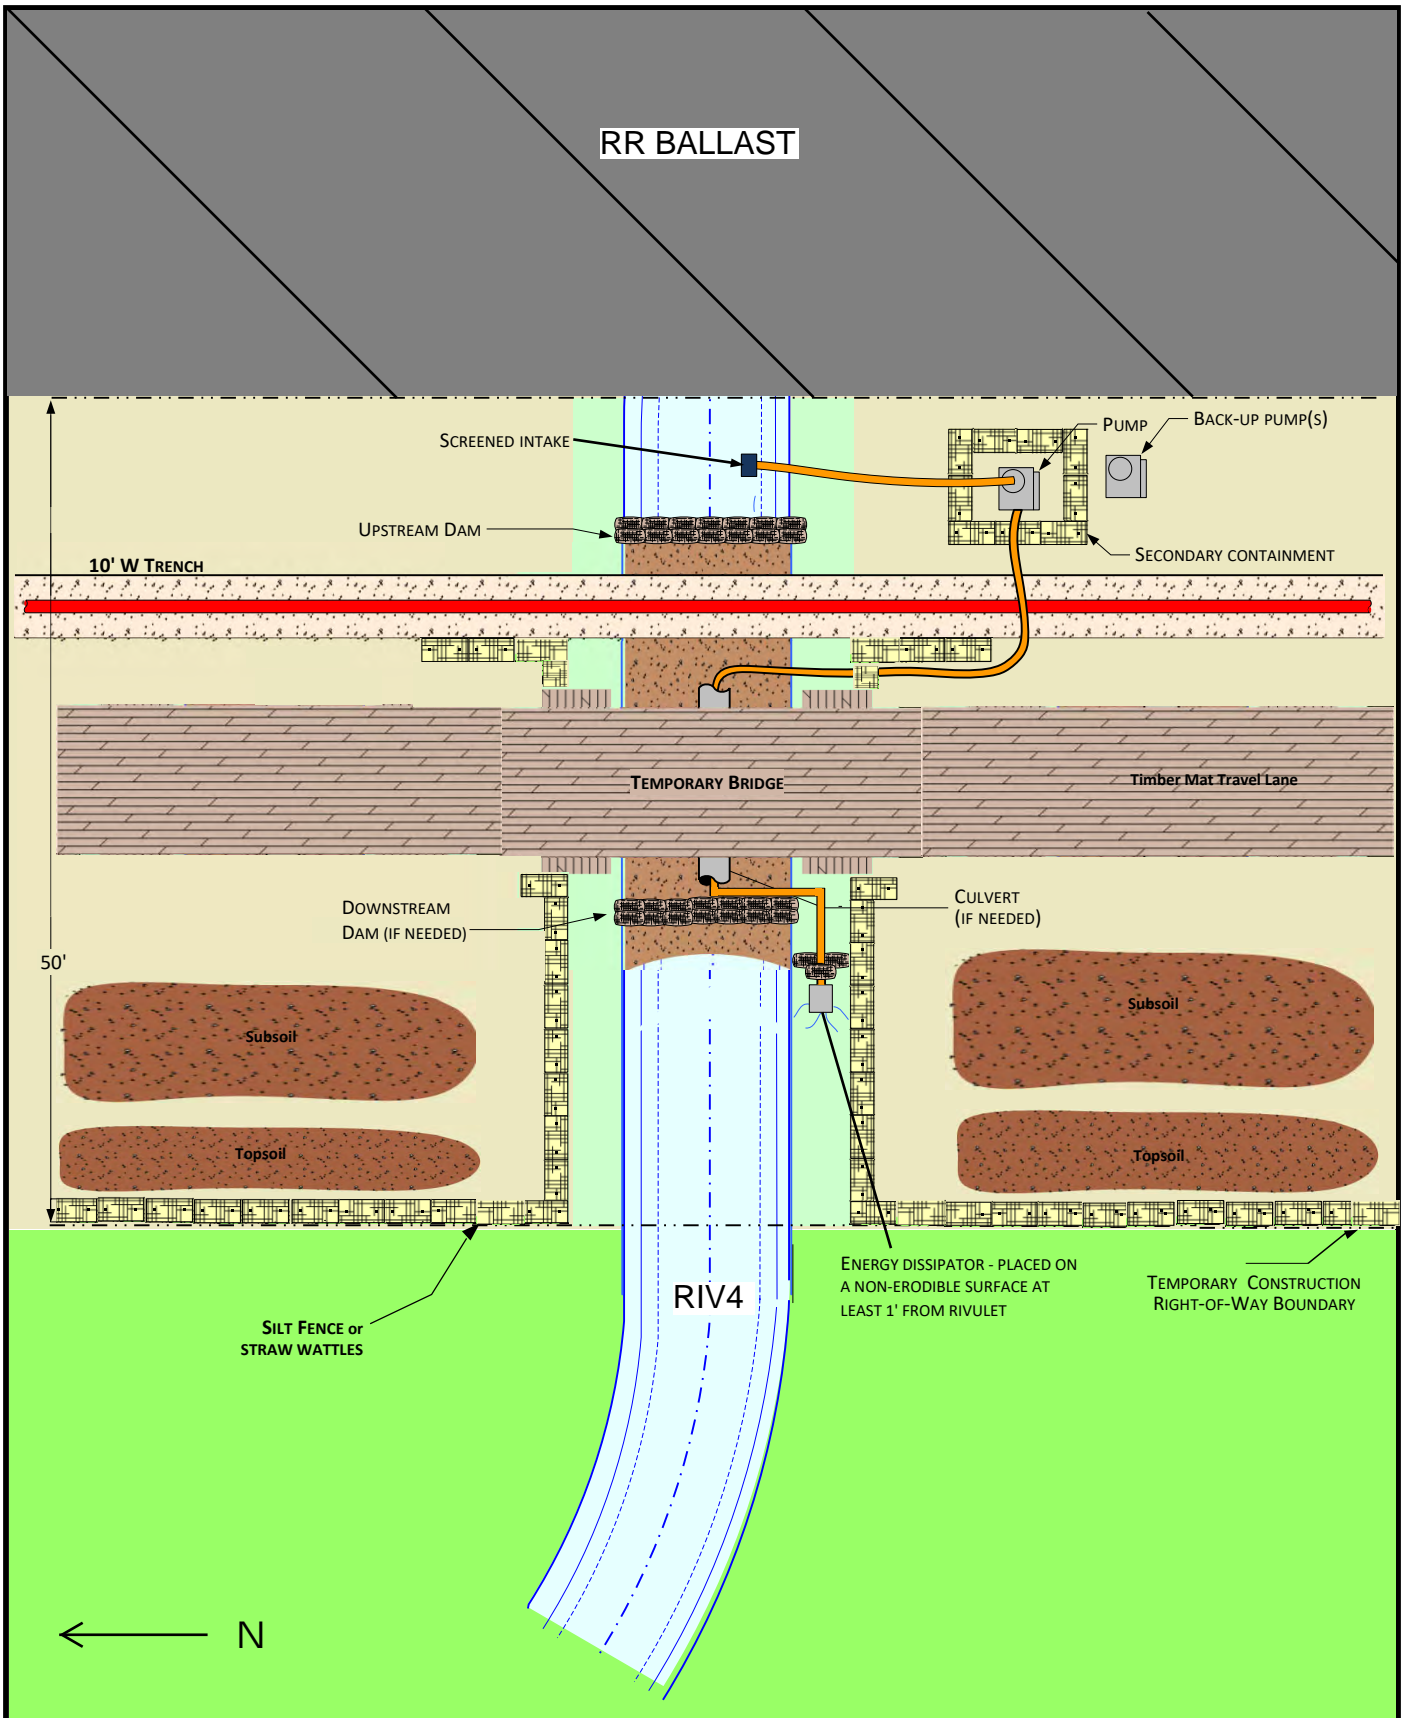 RR BALLAST
SCREENED INTAKE
PUMP
BACK-UP PUMP(S)
UPSTREAM DAM
SECONDARY CONTAINMENT
10' W TRENCH
TEMPORARY BRIDGE
Timber Mat Travel Lane
DOWNSTREAM
DAM (IF NEEDED)
CULVERT
(IF NEEDED)
50'
Subsoil
Subsoil
Topsoil
Topsoil
ENERGY DISSIPATOR - PLACED ON
A NON-ERODIBLE SURFACE AT
LEAST 1' FROM RIVULET
TEMPORARY CONSTRUCTION
RIGHT-OF-WAY BOUNDARY
RIV4
SILT FENCE or
STRAW WATTLES
N